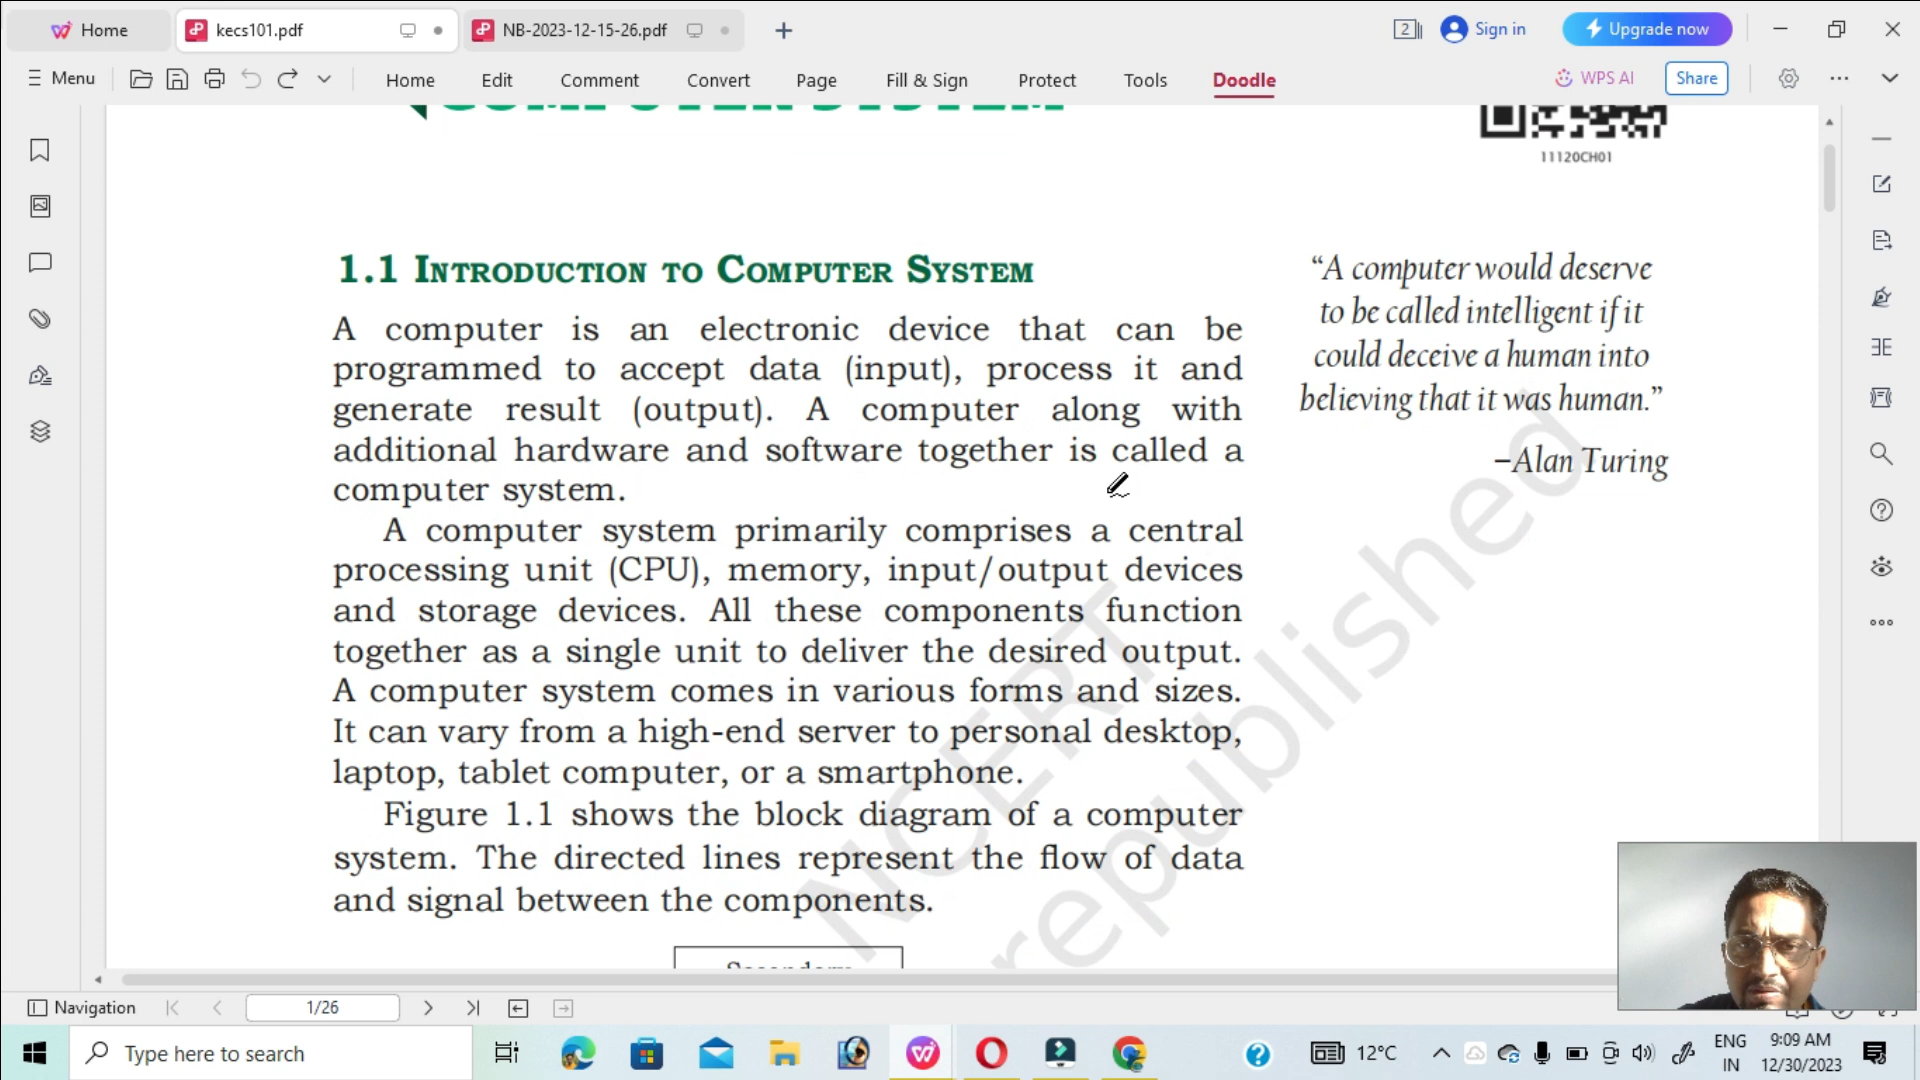 Home
kecs101.pdf
NB-2023-12-15-26.pdf
2
Sign in
Upgrade now
Menu
Home
Edit
Comment
Convert
Page
Fill & Sign
Protect
Tools
Doodle
WPS AI
Share
COMPUTER SYSTEM
11120CH01
1.1 INTRODUCTION TO COMPUTER SYSTEM
A computer is an electronic device that can be
programmed to accept data (input), process it and
generate result (output). A computer along with
additional hardware and software together is called a
computer system.
A computer system primarily comprises a central
processing unit (CPU), memory, input/output devices
and storage devices. All these components function
together as a single unit to deliver the desired output.
A computer system comes in various forms and sizes.
It can vary from a high-end server to personal desktop,
laptop, tablet computer, or a smartphone.
Figure 1.1 shows the block diagram of a computer
system. The directed lines represent the flow of data
and signal between the components.
“A computer would deserve
to be called intelligent if it
could deceive a human into
believing that it was human.”
–Alan Turing
NCERT
republished
Secondary
Navigation
1/26
Type here to search
12°C
ENG
IN
9:09 AM
12/30/2023